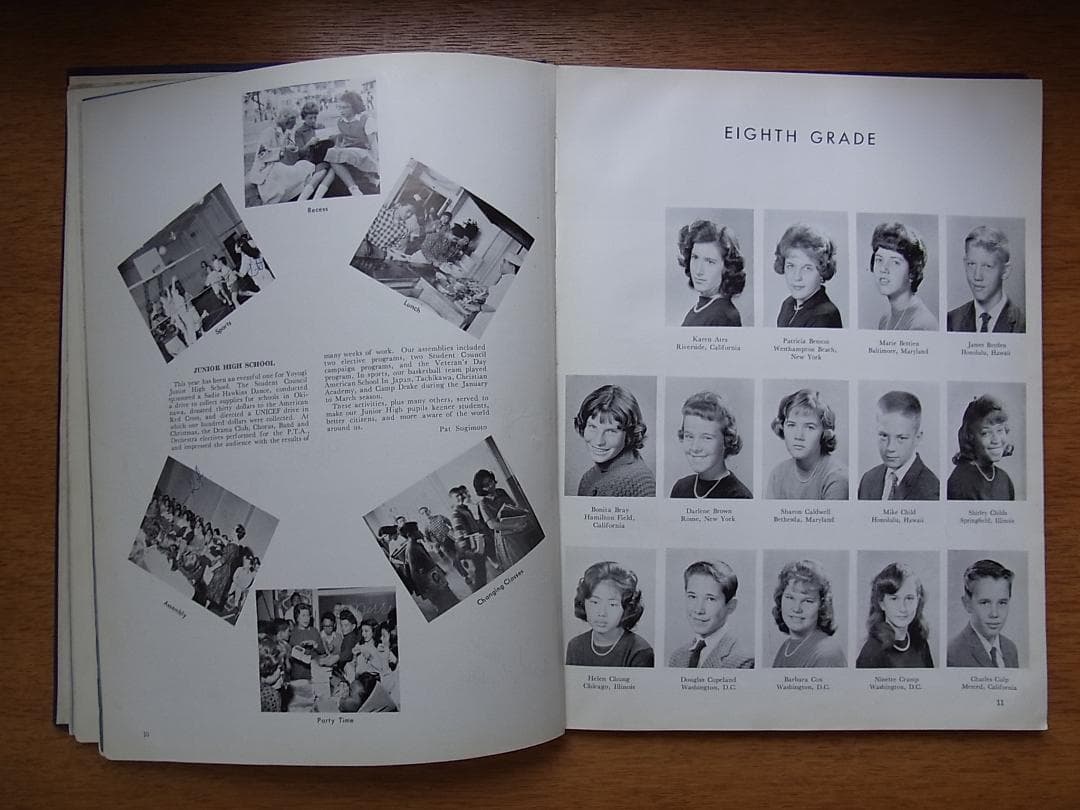 Recess
Sports
Lunch
JUNIOR HIGH SCHOOL
This year has been an eventful one for Yoyogi
Junior High School. The Student Council
sponsored a Sadie Hawkins Dance, conducted
a drive to collect supplies for schools in Oki-
nawa, donated thirty dollars to the American
Red Cross, and directed a UNICEF drive in
which one hundred dollars were collected. At
Christmas, the Drama Club, Chorus, Band and
Orchestra electives performed for the P.T.A.,
and impressed the audience with the results of
many weeks of work. Our assemblies included
two elective programs, two Student Council
campaign programs, and the Veteran's Day
program. In sports, our basketball team played
American School In Japan, Tachikawa, Christian
Academy, and Camp Drake during the January
to March season.
These activities, plus many others, served to
make our Junior High pupils keener students,
better citizens, and more aware of the world
around us.
Pat Sugimoto
Assembly
Changing Classes
Party Time
10
EIGHTH GRADE
Karen
Riverside, California
Patricia Benson
Westhampton Beach,
New York
Marie
Baltimore, Maryland
James
Honolulu, Hawaii
Bonita Bray
Hamilton Field,
California
Darlene Brown
Rome, New York
Sharon Caldwell
Bethesda, Maryland
Mike Child
Honolulu, Hawaii
Shirley Childs
Springfield, Illinois
Helen Chung
Chicago, Illinois
Douglas Copeland
Washington, D.C.
Barbara Cox
Washington, D.C.
Ninette Crump
Washington, D.C.
Charles Culp
Merced, California
11